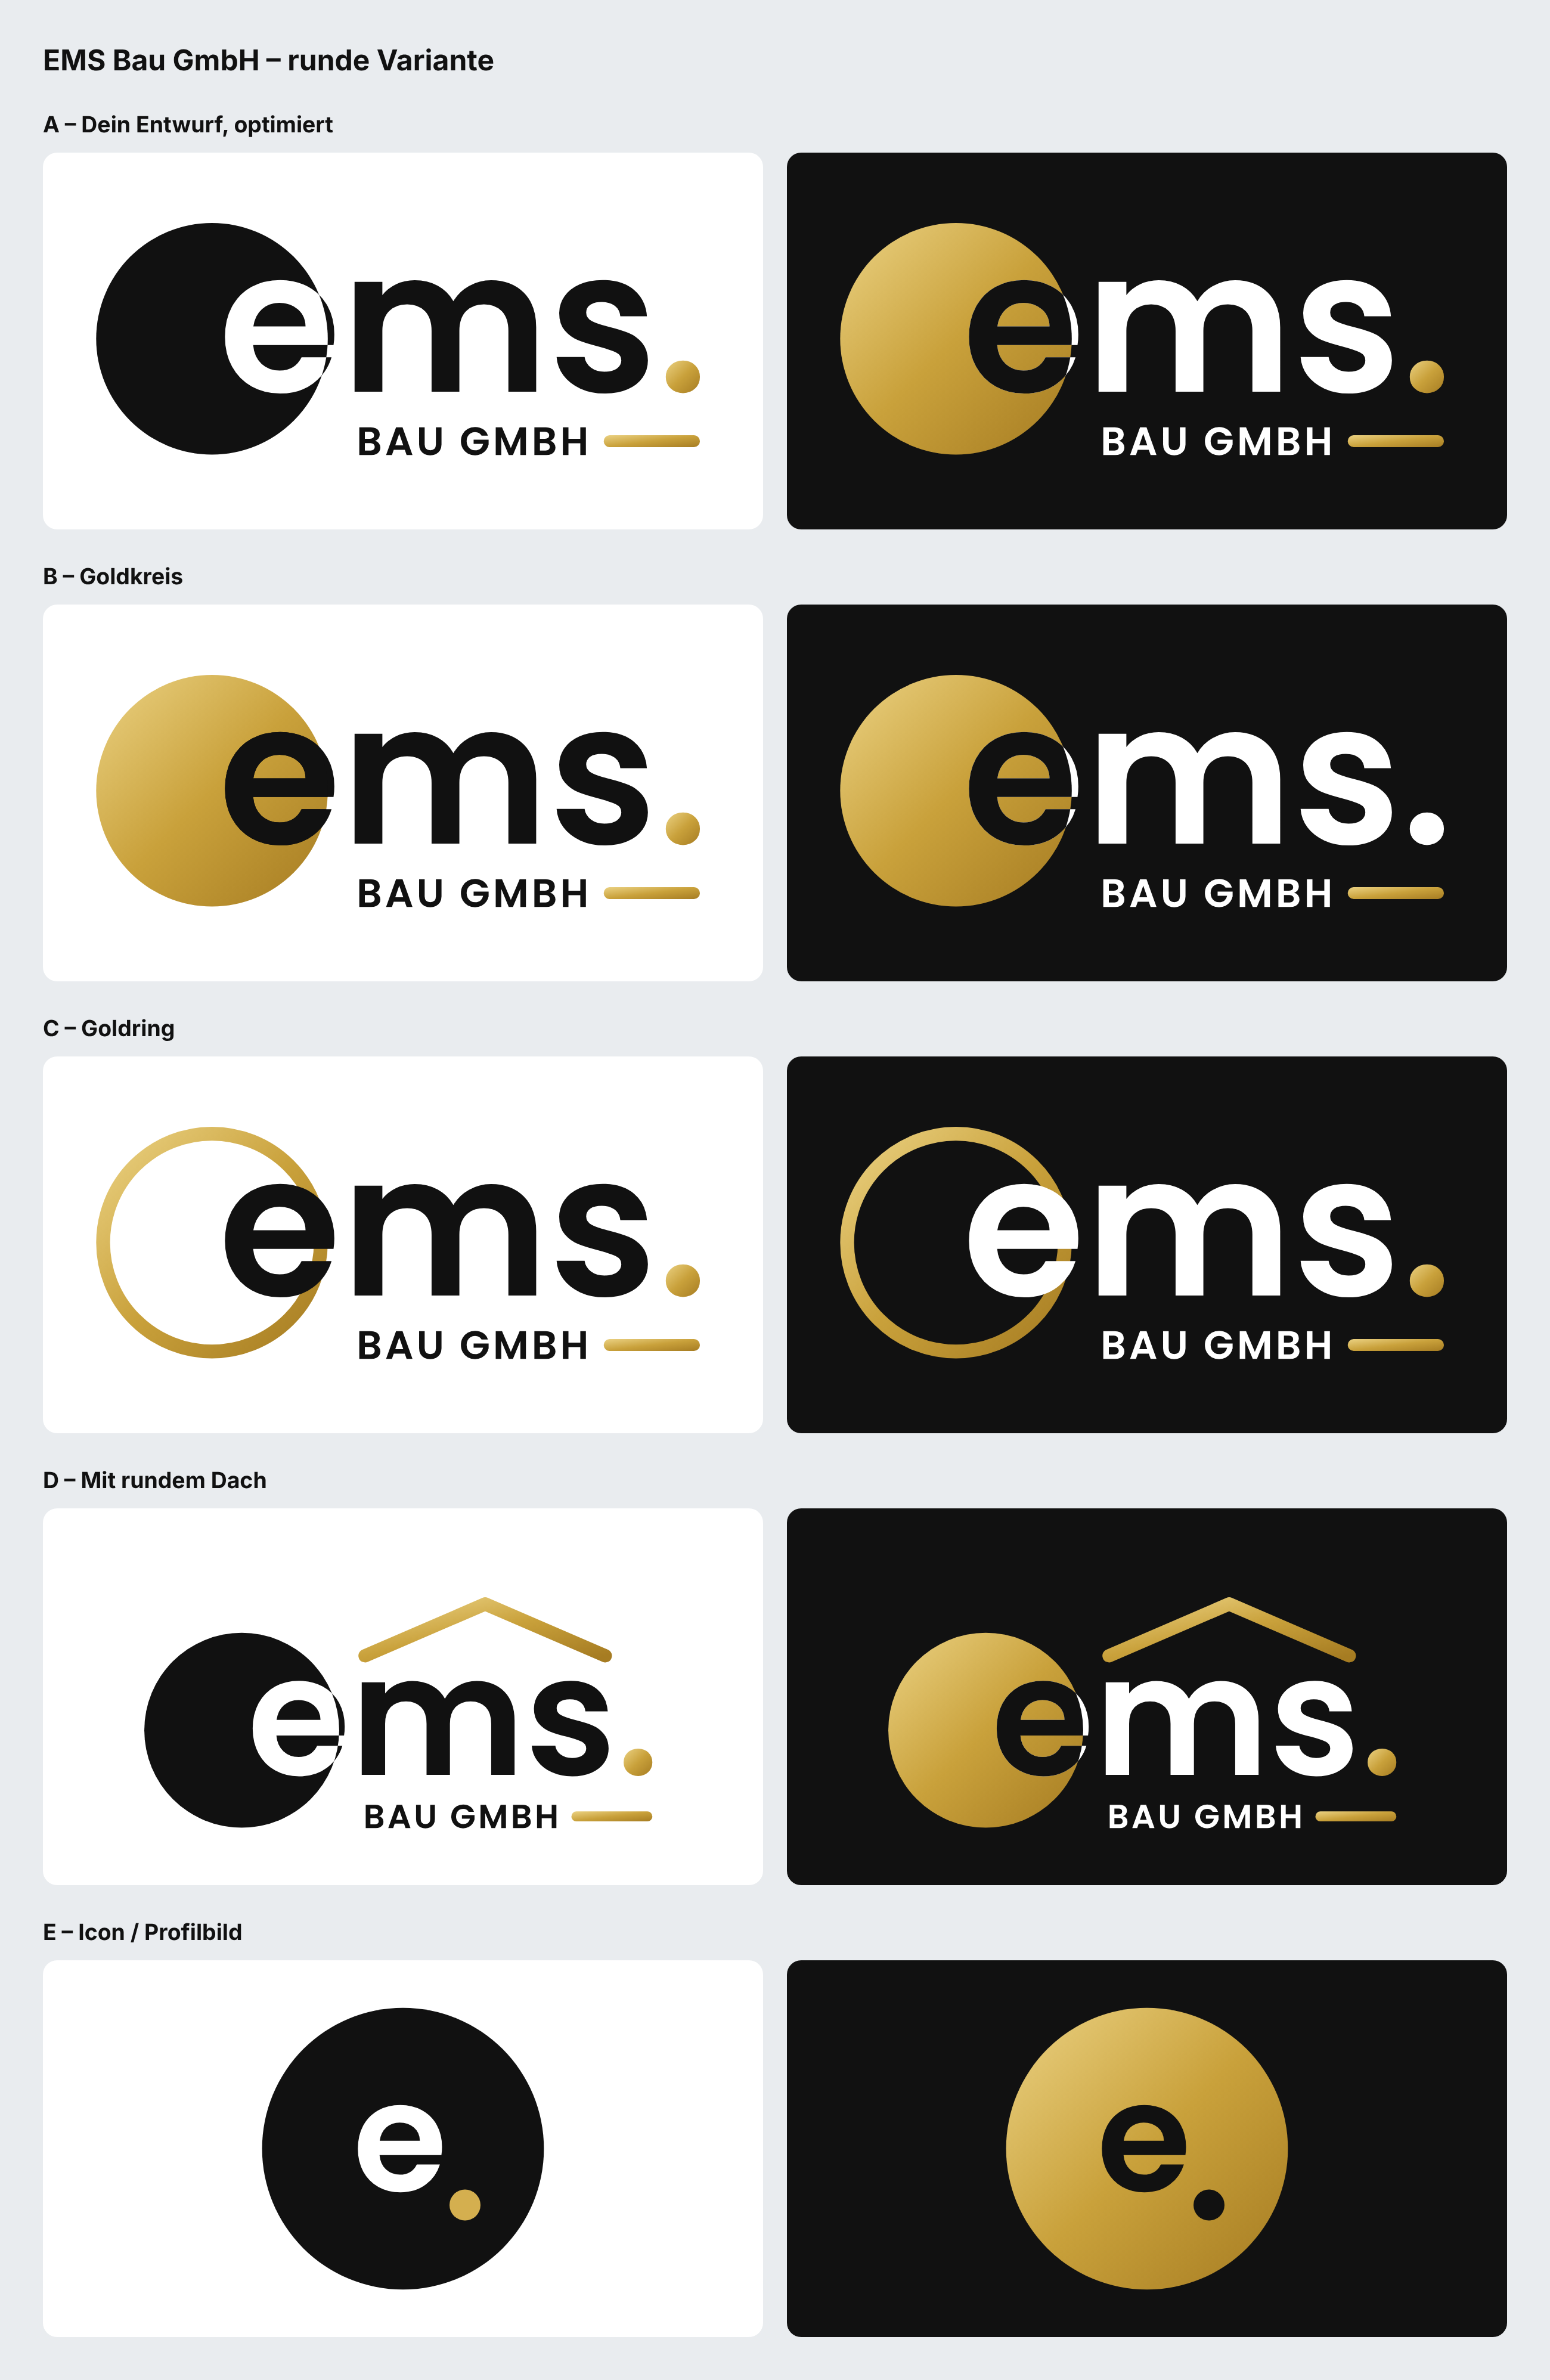 EMS Bau GmbH – runde Variante
A – Dein Entwurf, optimiert
ems.
BAU GMBH
ems.
BAU GMBH
B – Goldkreis
ems.
BAU GMBH
ems.
BAU GMBH
C – Goldring
ems.
BAU GMBH
ems.
BAU GMBH
D – Mit rundem Dach
ems.
BAU GMBH
ems.
BAU GMBH
E – Icon / Profilbild
e.
e.